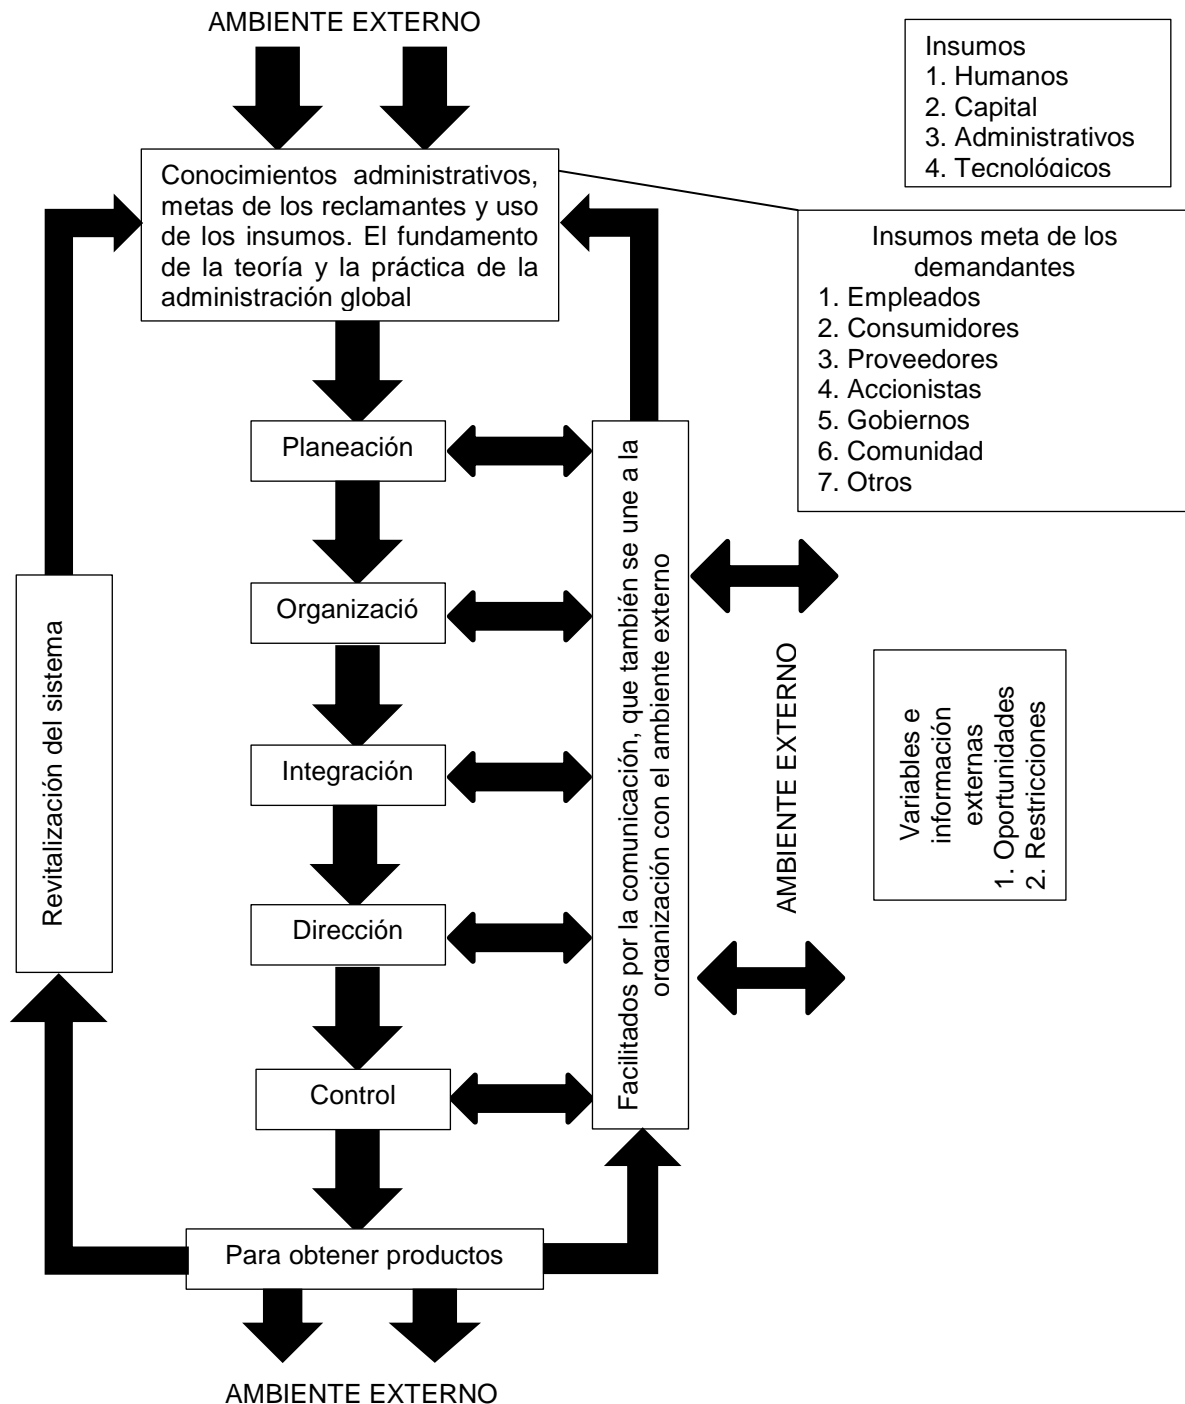 AMBIENTE EXTERNO
Insumos
1. Humanos
2. Capital
3. Administrativos
4. Tecnológicos
Conocimientos administrativos,
metas de los reclamantes y uso
de los insumos. El fundamento
de la teoría y la práctica de la
administración global
Insumos meta de los
demandantes
1. Empleados
2. Consumidores
3. Proveedores
4. Accionistas
5. Gobiernos
6. Comunidad
7. Otros
Planeación
Organizació
Integración
Dirección
Control
Revitalización del sistema
Facilitados por la comunicación, que también se une a la
organización con el ambiente externo
AMBIENTE EXTERNO
Variables e
información
externas
1. Oportunidades
2. Restricciones
Para obtener productos
AMBIENTE EXTERNO